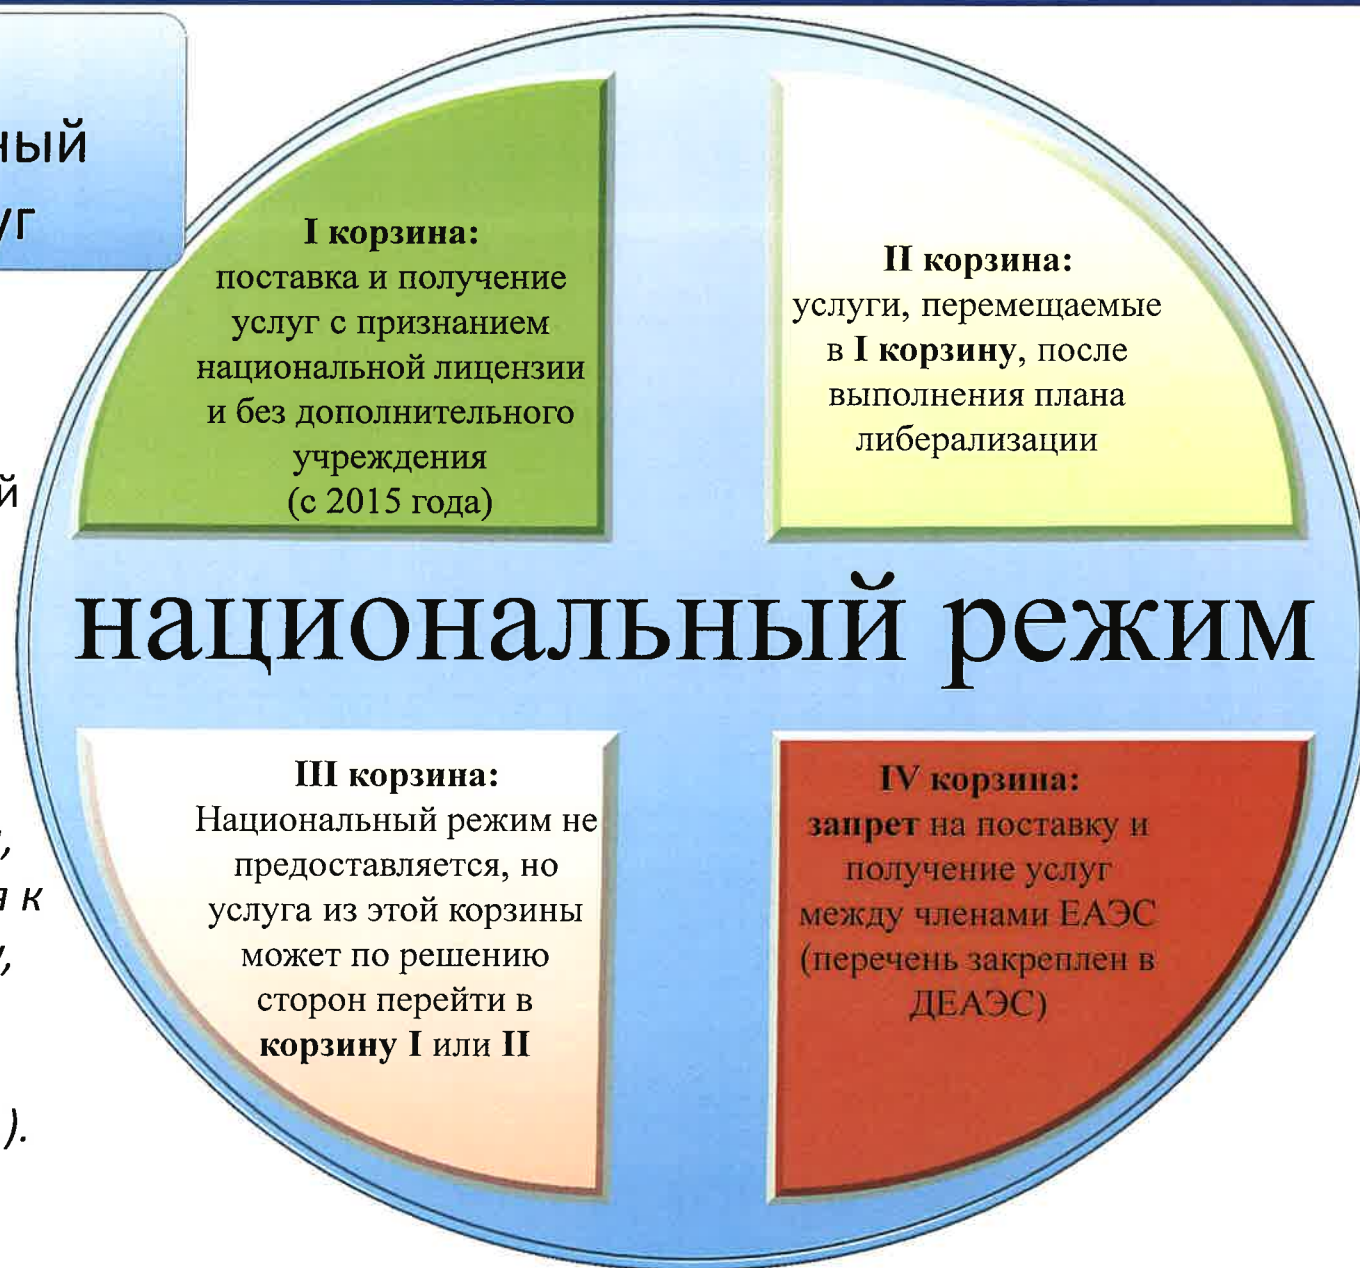 ный
уг
й
,
я к
,
).
I корзина:
поставка и получение
услуг с признанием
национальной лицензии
и без дополнительного
учреждения
(с 2015 года)
II корзина:
услуги, перемещаемые
в I корзину, после
выполнения плана
либерализации
национальный режим
III корзина:
Национальный режим не
предоставляется, но
услуга из этой корзины
может по решению
сторон перейти в
корзину I или II
IV корзина:
запрет на поставку и
получение услуг
между членами ЕАЭС
(перечень закреплен в
ДЕАЭС)